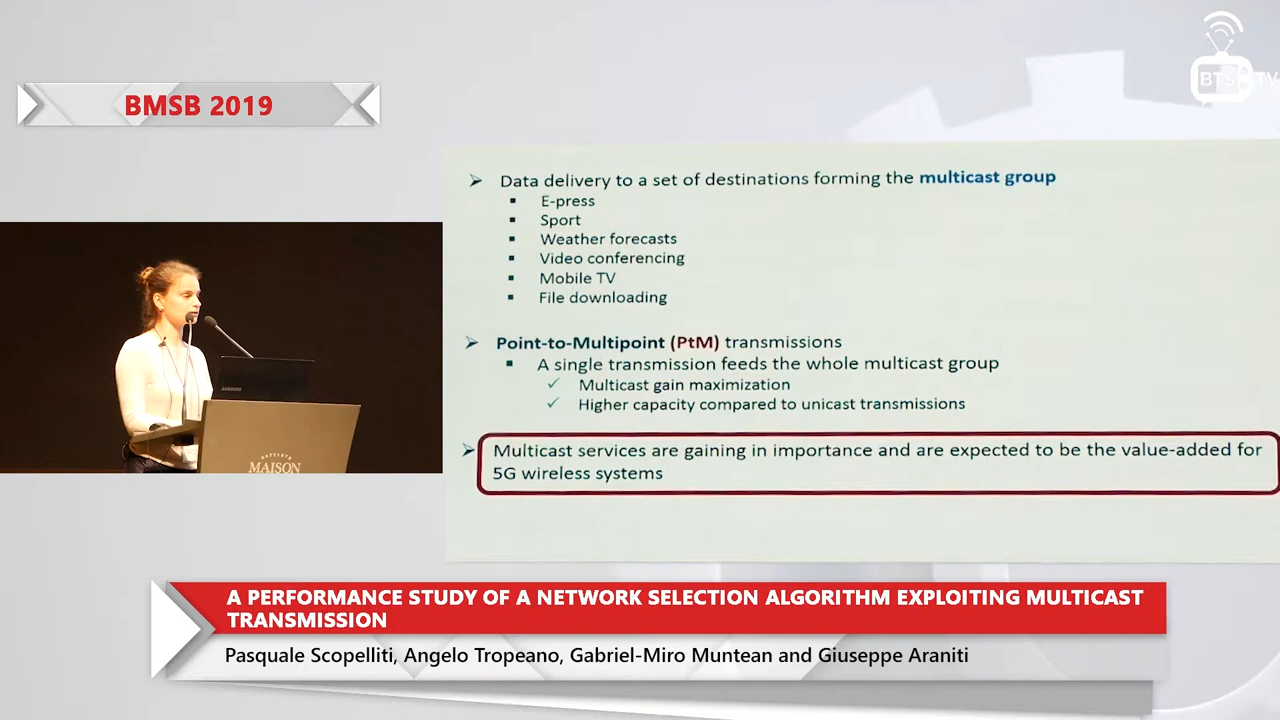 BTS TV
BMSB 2019
➢ Data delivery to a set of destinations forming the multicast group
▪ E-press
▪ Sport
▪ Weather forecasts
▪ Video conferencing
▪ Mobile TV
▪ File downloading
➢ Point-to-Multipoint (PtM) transmissions
▪ A single transmission feeds the whole multicast group
✓ Multicast gain maximization
✓ Higher capacity compared to unicast transmissions
➢ Multicast services are gaining in importance and are expected to be the value-added for
5G wireless systems
SAMSUNG
MAISON
A PERFORMANCE STUDY OF A NETWORK SELECTION ALGORITHM EXPLOITING MULTICAST
TRANSMISSION
Pasquale Scopelliti, Angelo Tropeano, Gabriel-Miro Muntean and Giuseppe Araniti